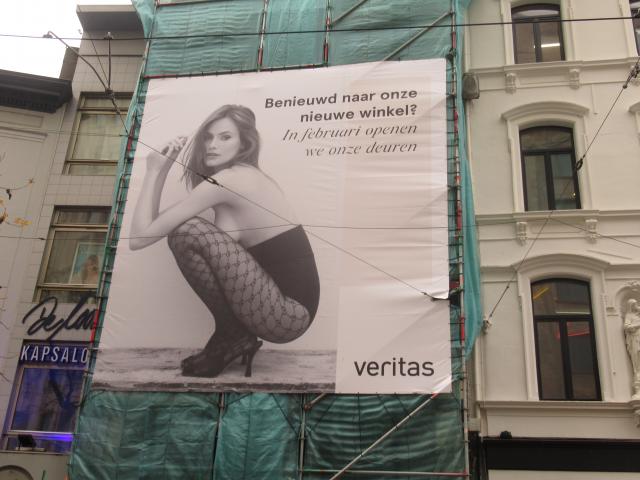 Benieuwd naar onze
nieuwe winkel?
In februari openen
we onze deuren
veritas
KAPSALO